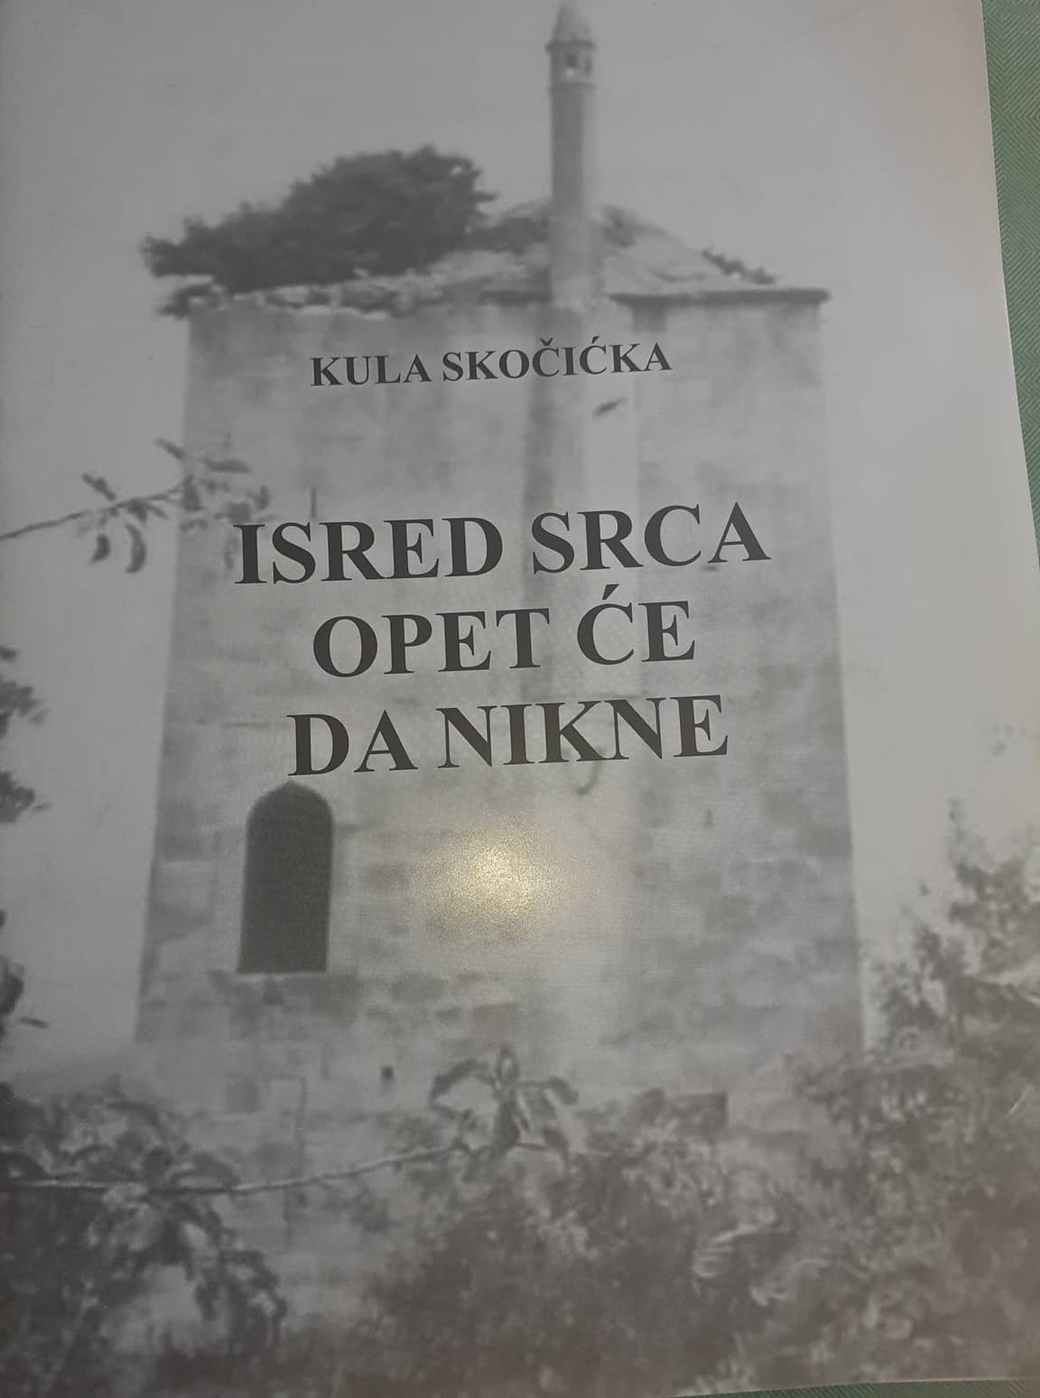 KULA SKOČIĆKA
ISRED SRCA
OPET ĆE
DA NIKNE